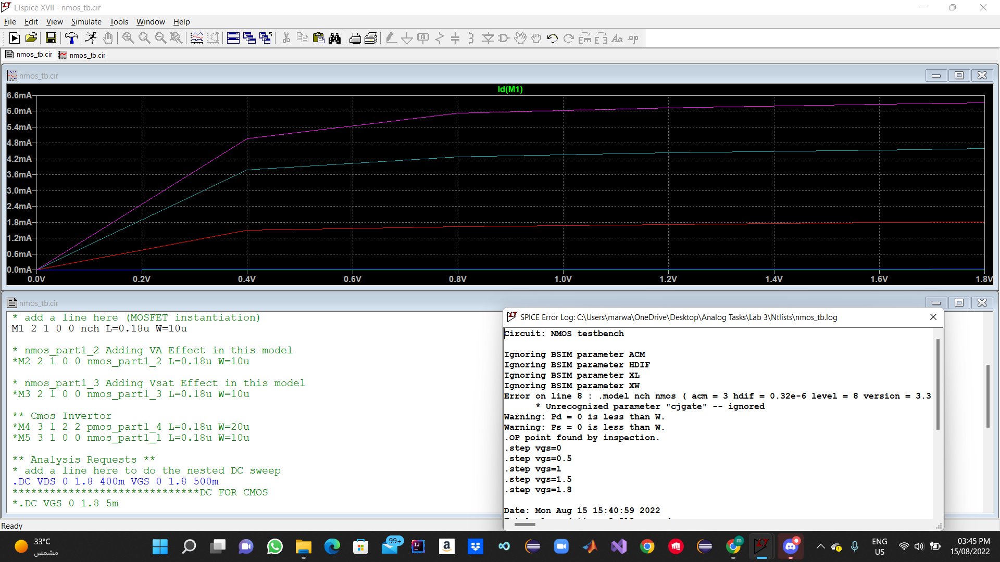 LTspice XVII - nmos_tb.cir
File Edit View Simulate Tools Window Help
nmos_tb.cir nmos_tb.cir
nmos_tb.cir
Id(M1)
6.6mA
6.0mA
5.4mA
4.8mA
4.2mA
3.6mA
3.0mA
2.4mA
1.8mA
1.2mA
0.6mA
0.0mA
0.0V 0.2V 0.4V 0.6V 0.8V 1.0V 1.2V 1.4V 1.6V 1.8V
nmos_tb.cir
* add a line here (MOSFET instantiation)
M1 2 1 0 0 nch L=0.18u W=10u
* nmos_part1_2 Adding VA Effect in this model
*M2 2 1 0 0 nmos_part1_2 L=0.18u W=10u
* nmos_part1_3 Adding Vsat Effect in this model
*M3 2 1 0 0 nmos_part1_3 L=0.18u W=10u
** Cmos Invertor
*M4 3 1 2 2 pmos_part1_4 L=0.18u W=20u
*M5 3 1 0 0 nmos_part1_1 L=0.18u W=10u
** Analysis Requests **
* add a line here to do the nested DC sweep
.DC VDS 0 1.8 400m VGS 0 1.8 500m
******************************DC FOR CMOS
*.DC VGS 0 1.8 5m
SPICE Error Log: C:\Users\marwa\OneDrive\Desktop\Analog Tasks\Lab 3\Ntlists\nmos_tb.log
Circuit: NMOS testbench
Ignoring BSIM parameter ACM
Ignoring BSIM parameter HDIF
Ignoring BSIM parameter XL
Ignoring BSIM parameter XW
Error on line 8 : .model nch nmos ( acm = 3 hdif = 0.32e-6 level = 8 version = 3.3
* Unrecognized parameter "cjgate" -- ignored
Warning: Pd = 0 is less than W.
Warning: Ps = 0 is less than W.
.OP point found by inspection.
.step vgs=0
.step vgs=0.5
.step vgs=1
.step vgs=1.5
.step vgs=1.8
Date: Mon Aug 15 15:40:59 2022
Ready
33°C
مشمس
99+
ENG
US
03:45 PM
15/08/2022